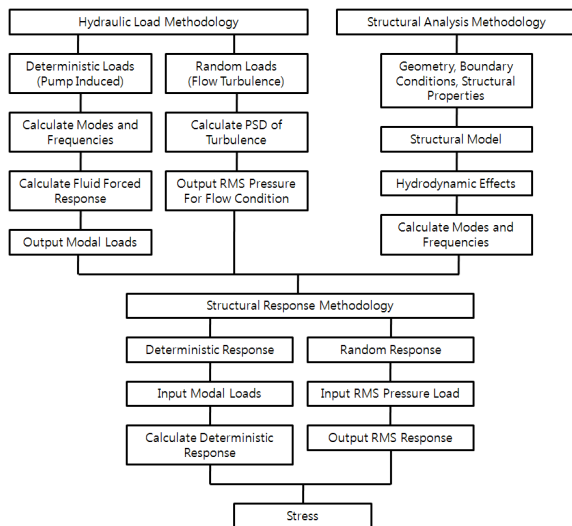 Hydraulic Load Methodology
Structural Analysis Methodology
Deterministic Loads
(Pump Induced)
Random Loads
(Flow Turbulence)
Geometry, Boundary
Conditions, Structural
Properties
Calculate Modes and
Frequencies
Calculate PSD of
Turbulence
Structural Model
Calculate Fluid Forced
Response
Output RMS Pressure
For Flow Condition
Hydrodynamic Effects
Output Modal Loads
Calculate Modes and
Frequencies
Structural Response Methodology
Deterministic Response
Random Response
Input Modal Loads
Input RMS Pressure Load
Calculate Deterministic
Response
Output RMS Response
Stress